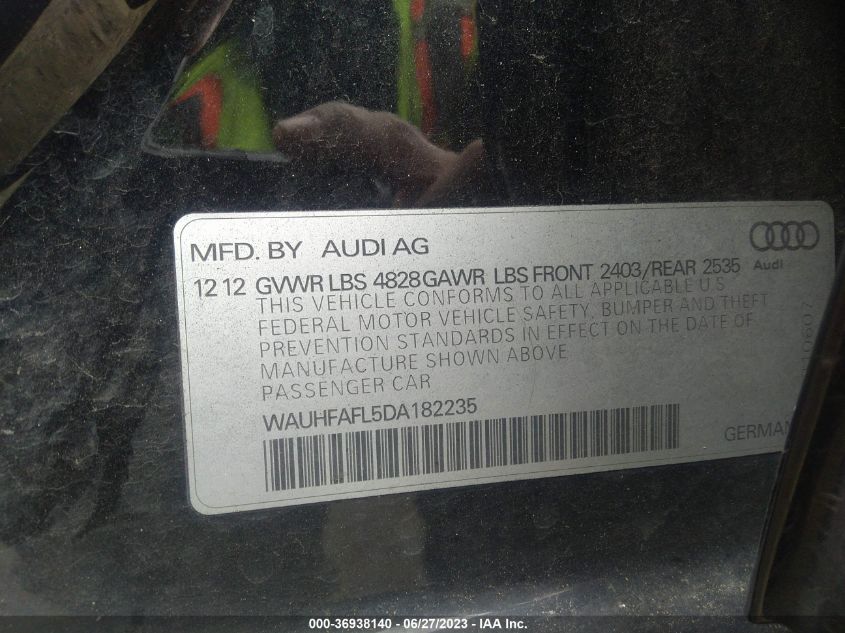 MFD. BY AUDI AG
Audi
12 12 GVWR LBS 4828 GAWR LBS FRONT 2403/REAR 2535
THIS VEHICLE CONFORMS TO ALL APPLICABLE U S
FEDERAL MOTOR VEHICLE SAFETY, BUMPER AND THEFT
PREVENTION STANDARDS IN EFFECT ON THE DATE OF
MANUFACTURE SHOWN ABOVE
PASSENGER CAR
WAUHFAFL5DA182235
GERMAN
000-36938140 - 06/27/2023 - IAA Inc.